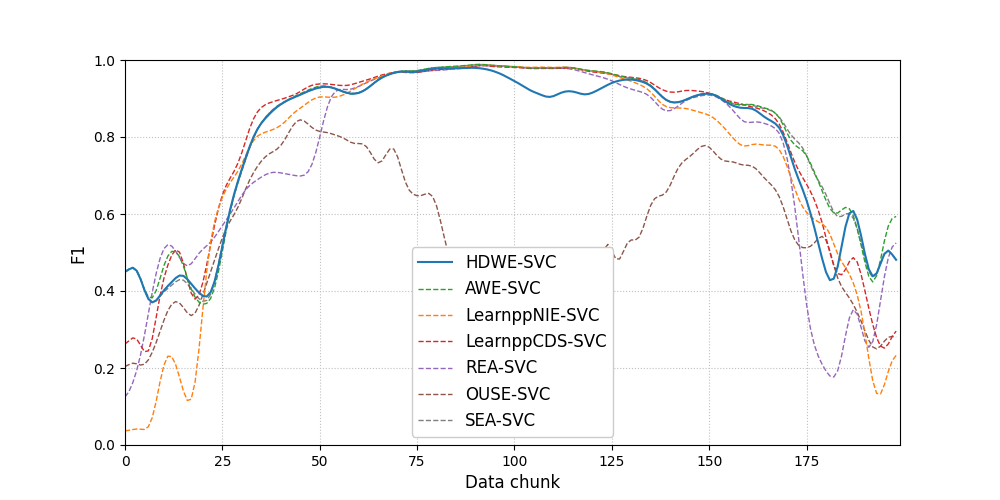 1.0
0.8
0.6
0.4
0.2
0.0
F1
0 25 50 75 100 125 150 175
Data chunk
HDWE-SVC
AWE-SVC
LearnppNIE-SVC
LearnppCDS-SVC
REA-SVC
OUSE-SVC
SEA-SVC